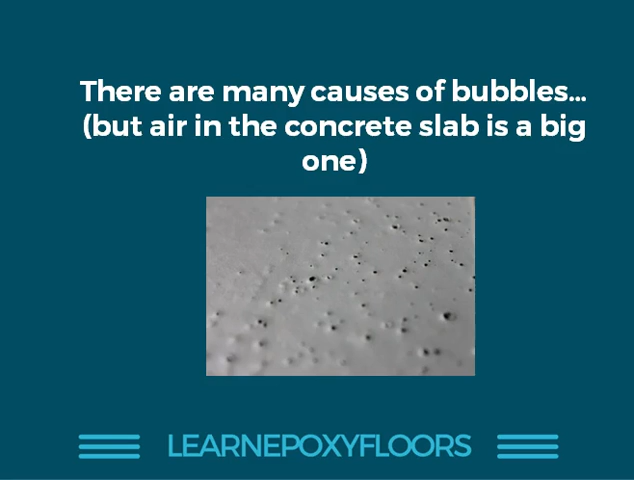 There are many causes of bubbles...
(but air in the concrete slab is a big
one)
LEARNEPOXYFLOORS